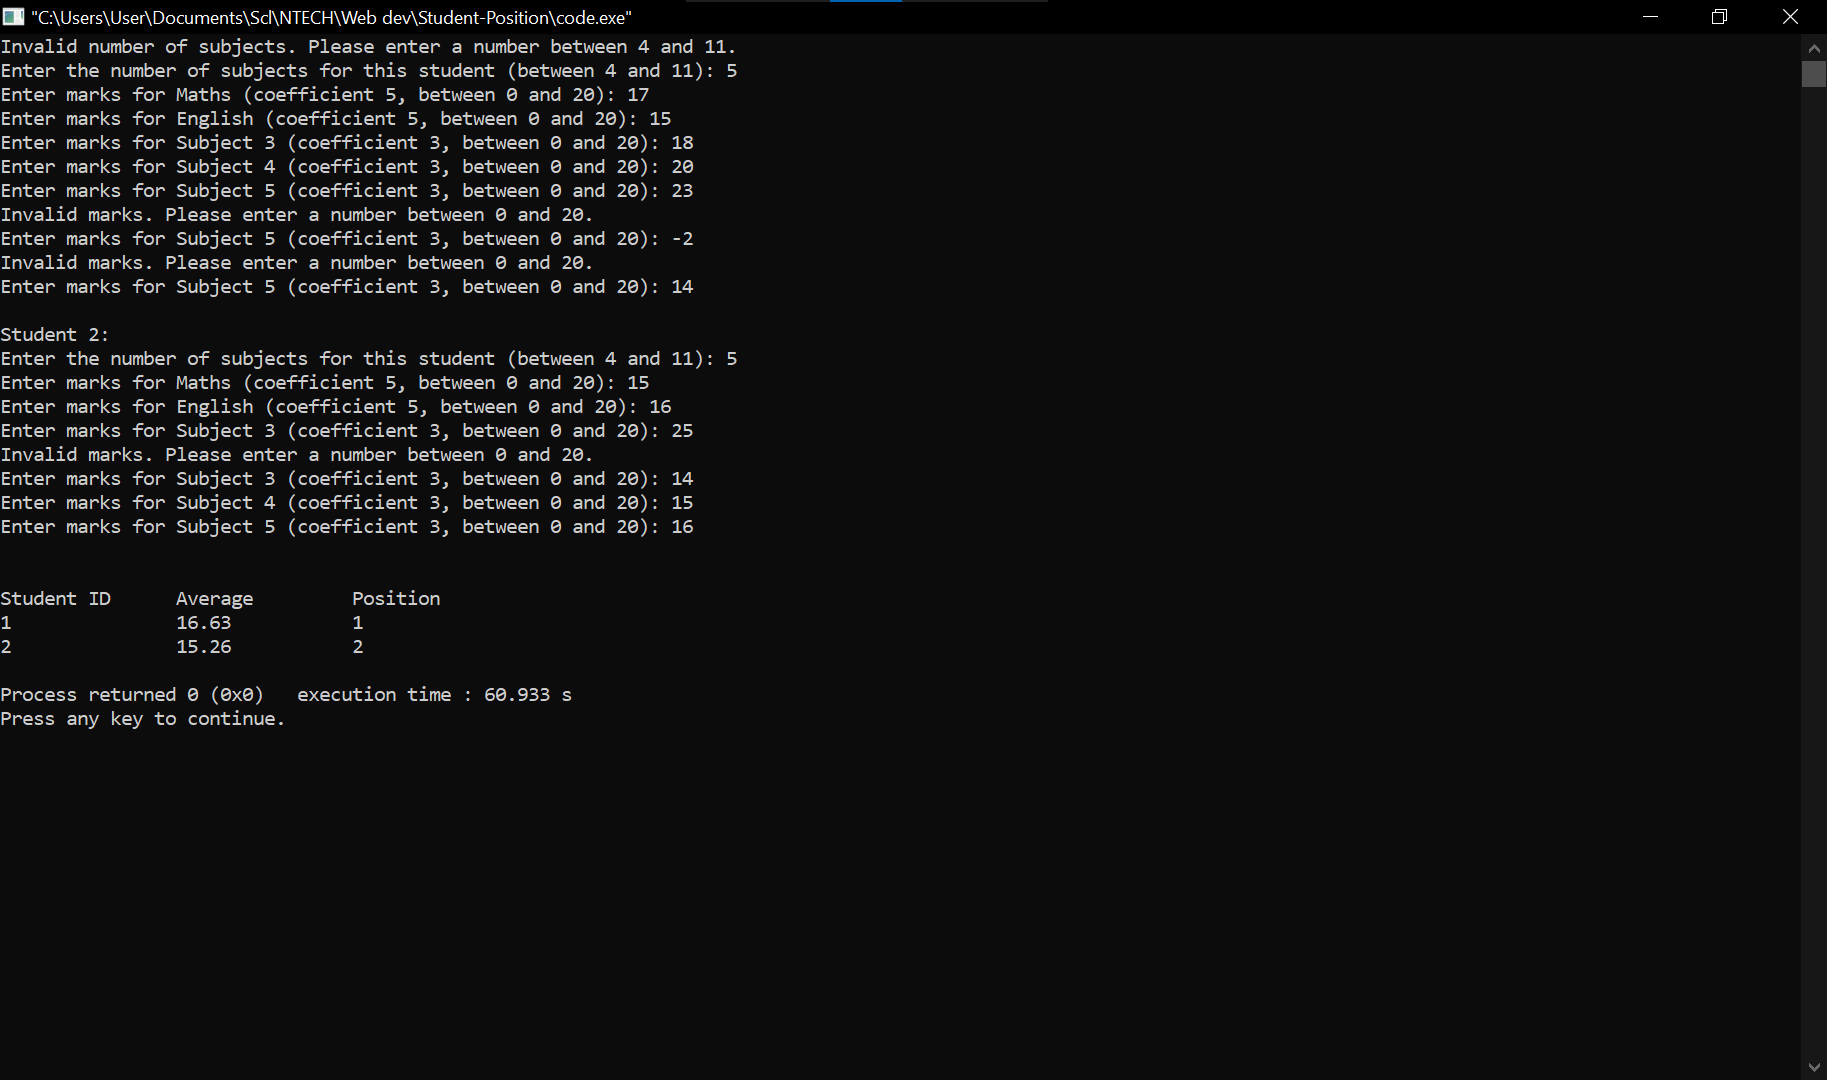 "C:\Users\User\Documents\Scl\NTECH\Web dev\Student-Position\code.exe"
Invalid number of subjects. Please enter a number between 4 and 11.
Enter the number of subjects for this student (between 4 and 11): 5
Enter marks for Maths (coefficient 5, between 0 and 20): 17
Enter marks for English (coefficient 5, between 0 and 20): 15
Enter marks for Subject 3 (coefficient 3, between 0 and 20): 18
Enter marks for Subject 4 (coefficient 3, between 0 and 20): 20
Enter marks for Subject 5 (coefficient 3, between 0 and 20): 23
Invalid marks. Please enter a number between 0 and 20.
Enter marks for Subject 5 (coefficient 3, between 0 and 20): -2
Invalid marks. Please enter a number between 0 and 20.
Enter marks for Subject 5 (coefficient 3, between 0 and 20): 14
Student 2:
Enter the number of subjects for this student (between 4 and 11): 5
Enter marks for Maths (coefficient 5, between 0 and 20): 15
Enter marks for English (coefficient 5, between 0 and 20): 16
Enter marks for Subject 3 (coefficient 3, between 0 and 20): 25
Invalid marks. Please enter a number between 0 and 20.
Enter marks for Subject 3 (coefficient 3, between 0 and 20): 14
Enter marks for Subject 4 (coefficient 3, between 0 and 20): 15
Enter marks for Subject 5 (coefficient 3, between 0 and 20): 16
Student ID Average Position
1 16.63 1
2 15.26 2
Process returned 0 (0x0) execution time : 60.933 s
Press any key to continue.